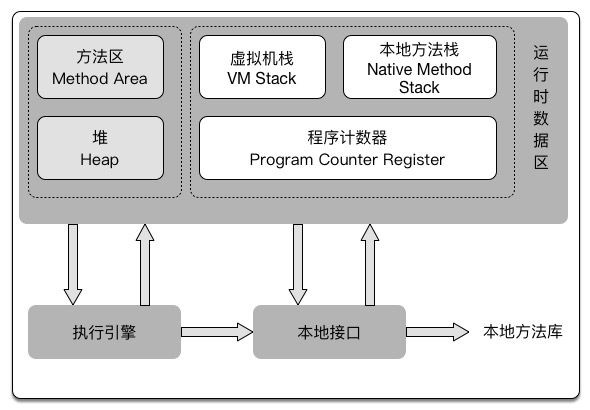 方法区
Method Area
虚拟机栈
VM Stack
本地方法栈
Native Method
Stack
堆
Heap
程序计数器
Program Counter Register
运行时数据区
执行引擎
本地接口
本地方法库